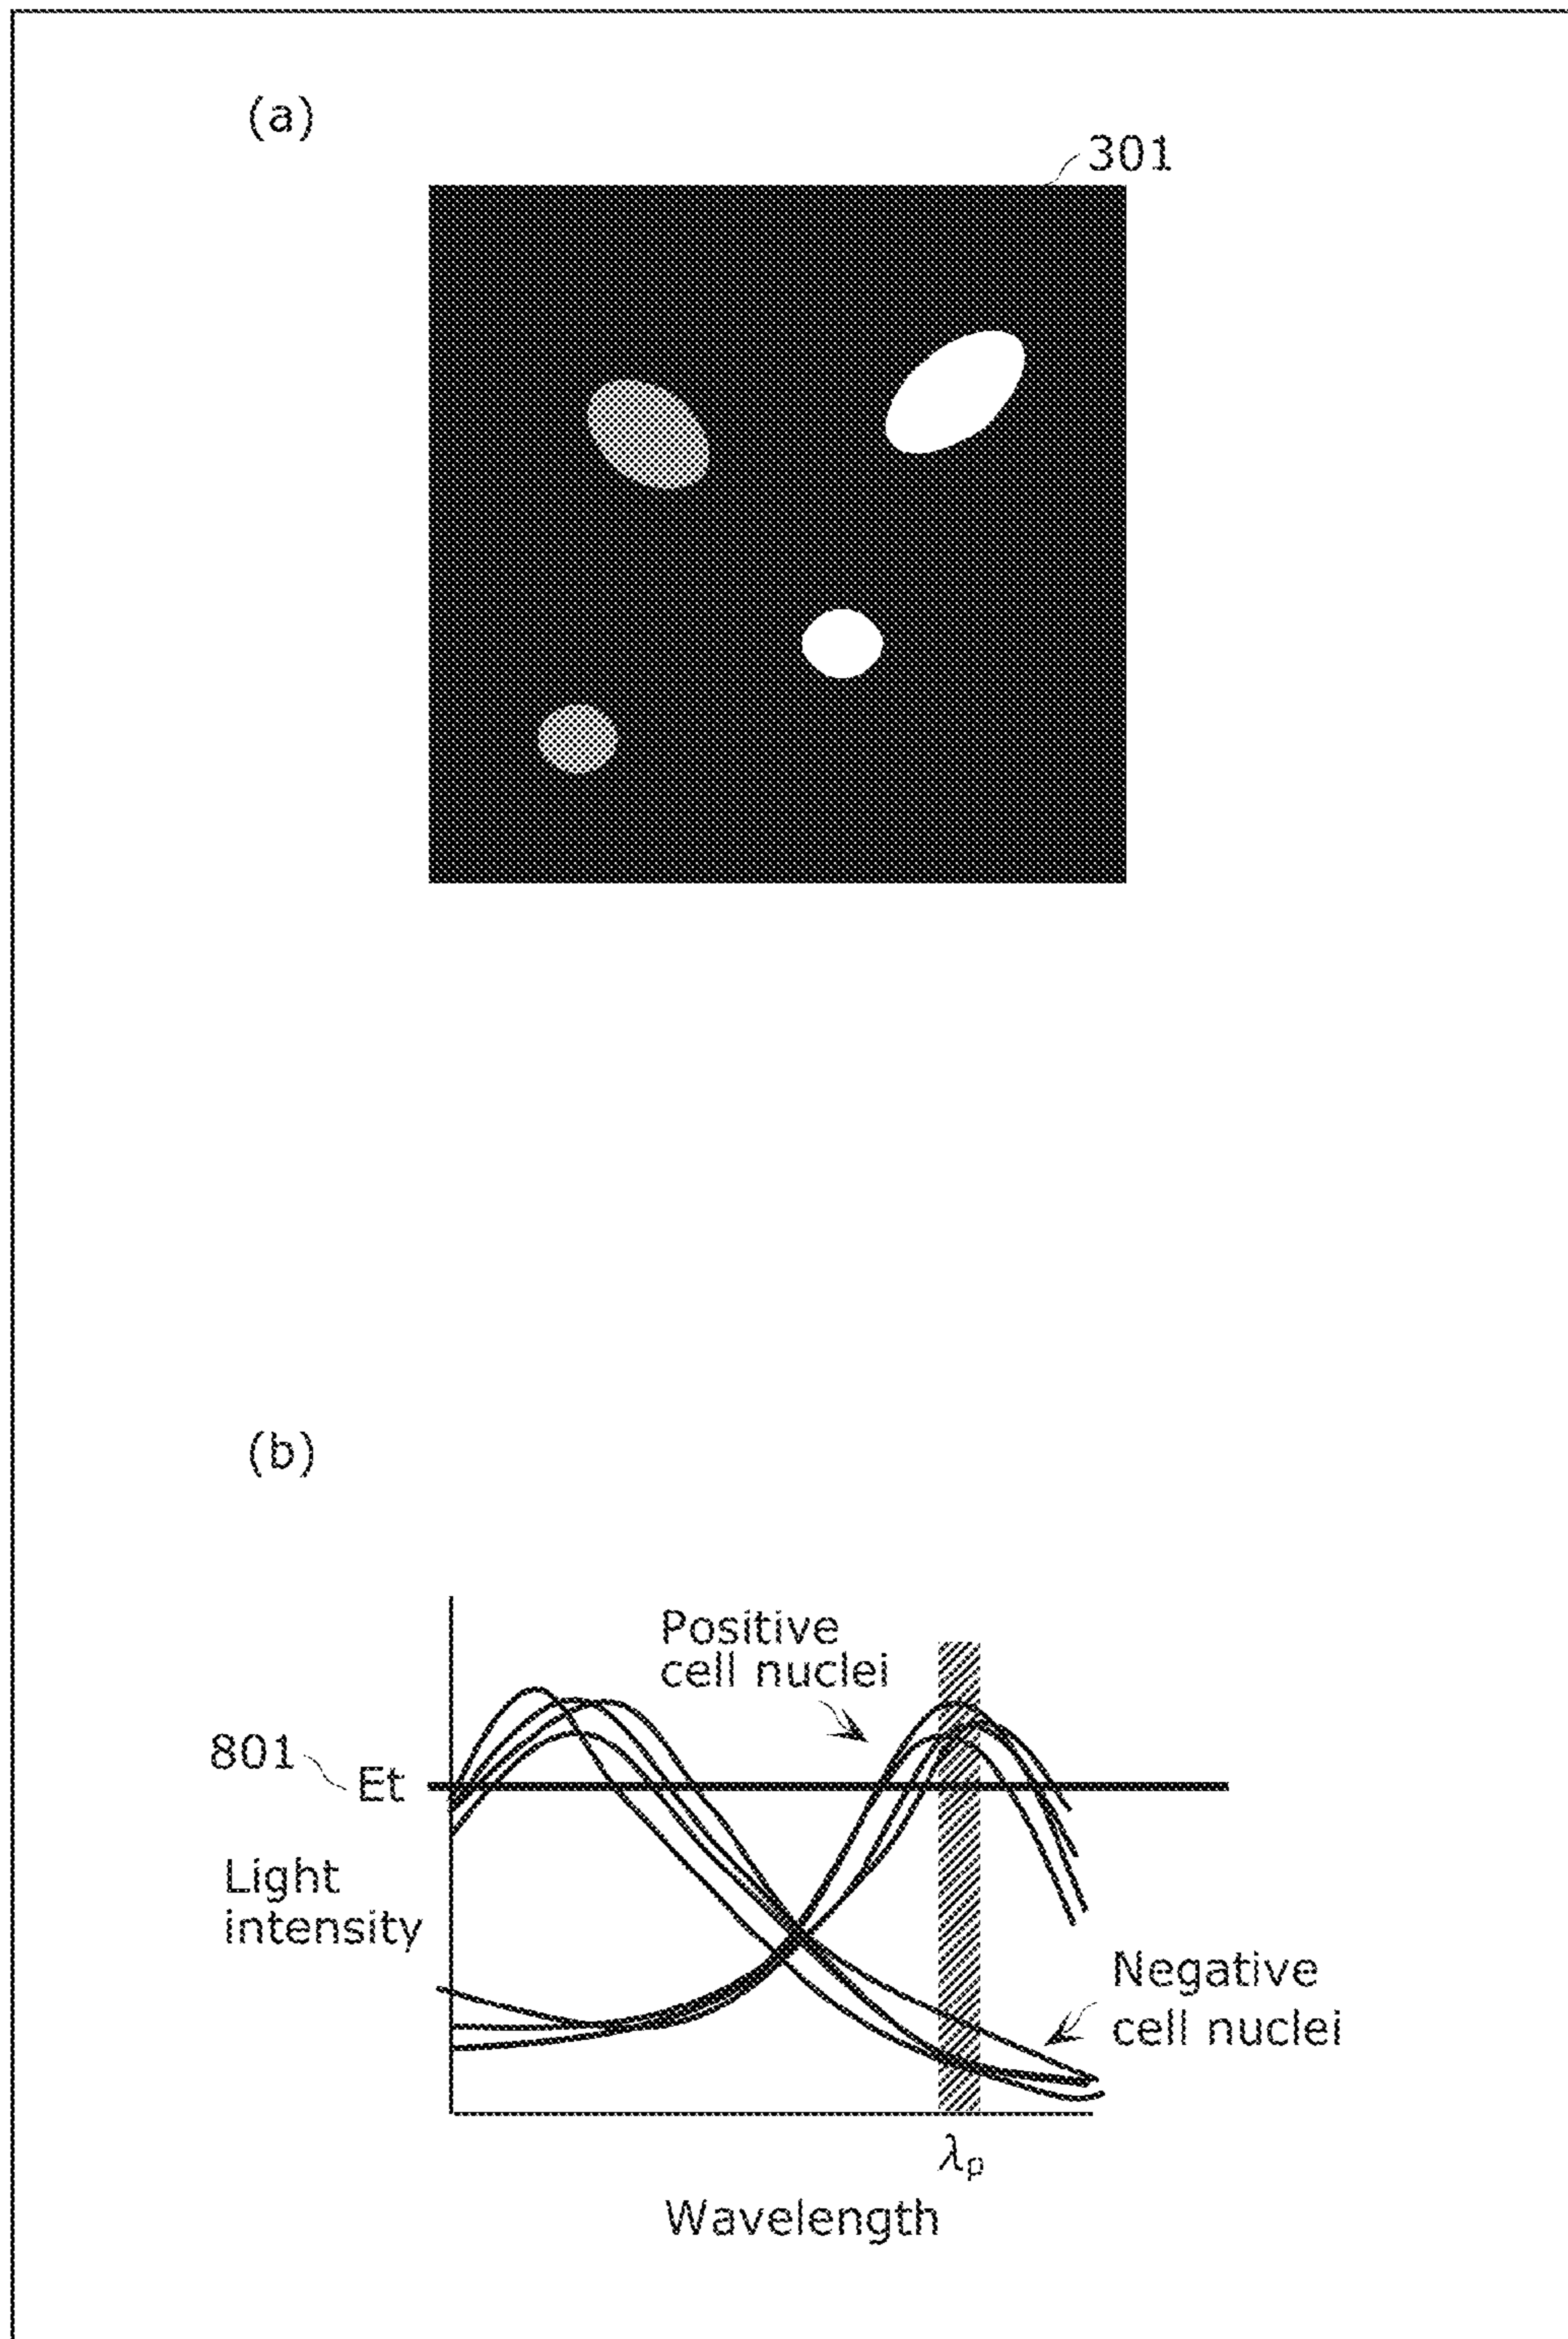 (a)
301
(b)
Positive
cell nuclei
801
Et
Light
intensity
Negative
cell nuclei
λp
Wavelength